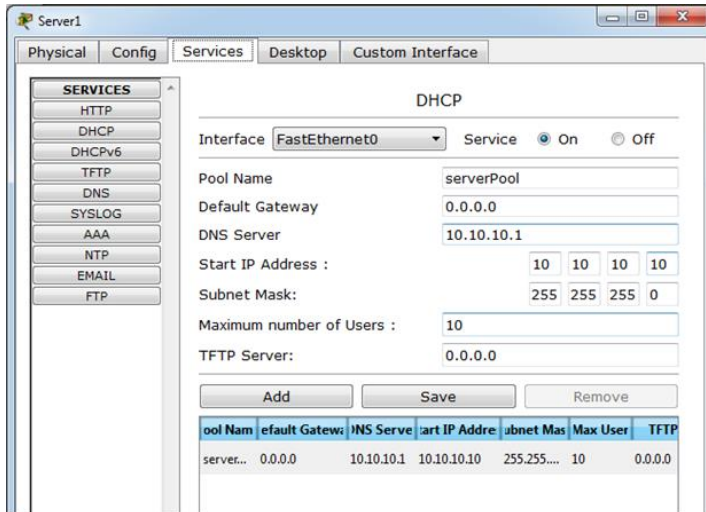 Server1
Physical Config Services Desktop Custom Interface
SERVICES
HTTP
DHCP
DHCPv6
TFTP
DNS
SYSLOG
AAA
NTP
EMAIL
FTP
DHCP
Interface FastEthernet0 Service On Off
Pool Name serverPool
Default Gateway 0.0.0.0
DNS Server 10.10.10.1
Start IP Address : 10 10 10 10
Subnet Mask: 255 255 255 0
Maximum number of Users : 10
TFTP Server: 0.0.0.0
Add Save Remove
ool Nam efault Gatewa NS Serve tart IP Addre ubnet Mas Max User TFTP
server... 0.0.0.0 10.10.10.1 10.10.10.10 255.255.... 10 0.0.0.0